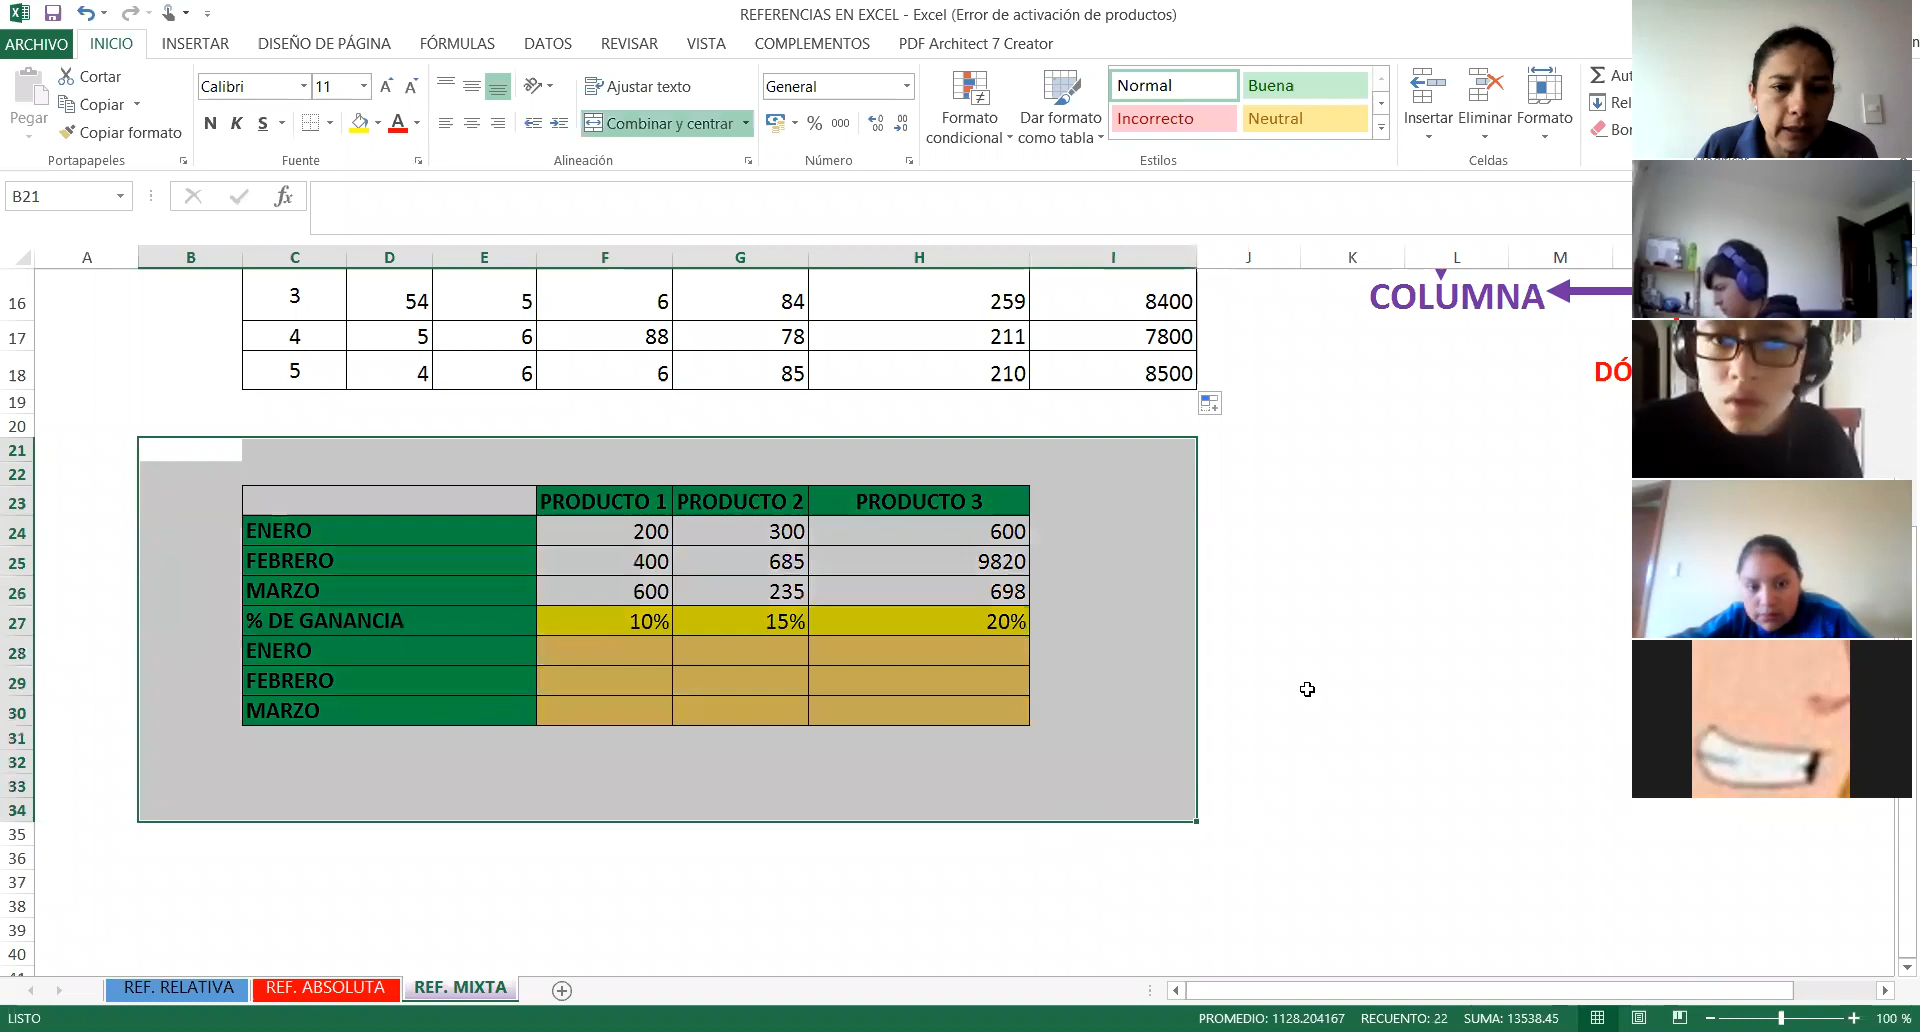 REFERENCIAS EN EXCEL - Excel (Error de activación de productos)
ARCHIVO INICIO INSERTAR DISEÑO DE PÁGINA FÓRMULAS DATOS REVISAR VISTA COMPLEMENTOS PDF Architect 7 Creator
Pegar
Cortar
Copiar
Copiar formato
Portapapeles
Calibri 11
N K S
Fuente
Ajustar texto
Combinar y centrar
Alineación
General
% 000
Número
Formato condicional
Dar formato como tabla
Normal Buena
Incorrecto Neutral
Estilos
Insertar Eliminar Formato
Celdas
Σ Aut
Rel
Bor
B21
fx
A B C D E F G H I J K L M
16 3 54 5 6 84 259 8400
COLUMNA
17 4 5 6 88 78 211 7800
18 5 4 6 6 85 210 8500
DÓ
19
20
21
22
23 PRODUCTO 1 PRODUCTO 2 PRODUCTO 3
24 ENERO 200 300 600
25 FEBRERO 400 685 9820
26 MARZO 600 235 698
27 % DE GANANCIA 10% 15% 20%
28 ENERO
29 FEBRERO
30 MARZO
31
32
33
34
35
36
37
38
39
40
REF. RELATIVA REF. ABSOLUTA REF. MIXTA
LISTO PROMEDIO: 1128.204167 RECUENTO: 22 SUMA: 13538.45 100 %